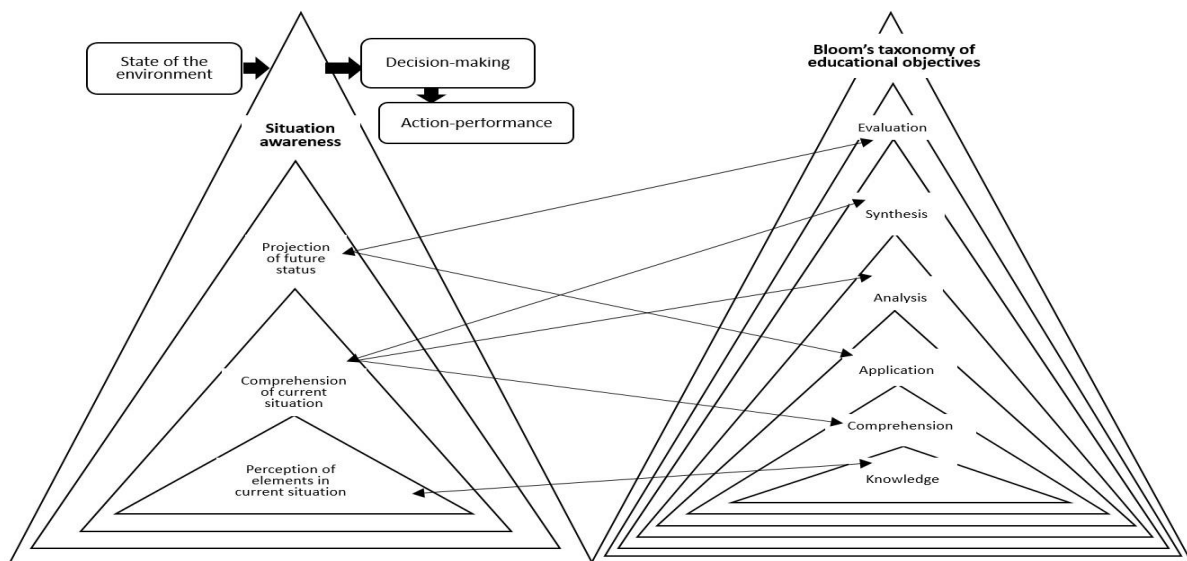 State of the
environment
Decision-making
Action-performance
Situation
awareness
Projection
of future
status
Comprehension
of current
situation
Perception of
elements in
current situation
Bloom’s taxonomy of
educational objectives
Evaluation
Synthesis
Analysis
Application
Comprehension
Knowledge